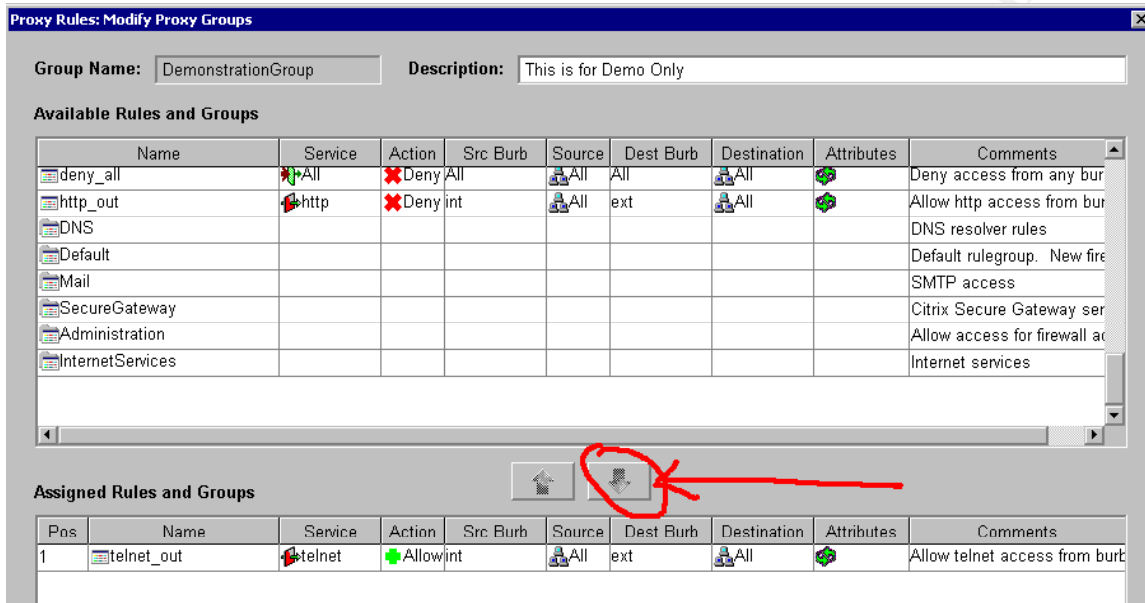 Proxy Rules: Modify Proxy Groups
Group Name: DemonstrationGroup Description: This is for Demo Only
Available Rules and Groups
Name Service Action Src Burb Source Dest Burb Destination Attributes Comments
deny_all All Deny All All All All Deny access from any bur
http_out http Deny int All ext All Allow http access from bur
DNS DNS resolver rules
Default Default rulegroup. New fire
Mail SMTP access
SecureGateway Citrix Secure Gateway ser
Administration Allow access for firewall ad
InternetServices Internet services
Assigned Rules and Groups
Pos Name Service Action Src Burb Source Dest Burb Destination Attributes Comments
1 telnet_out telnet Allow int All ext All Allow telnet access from burb